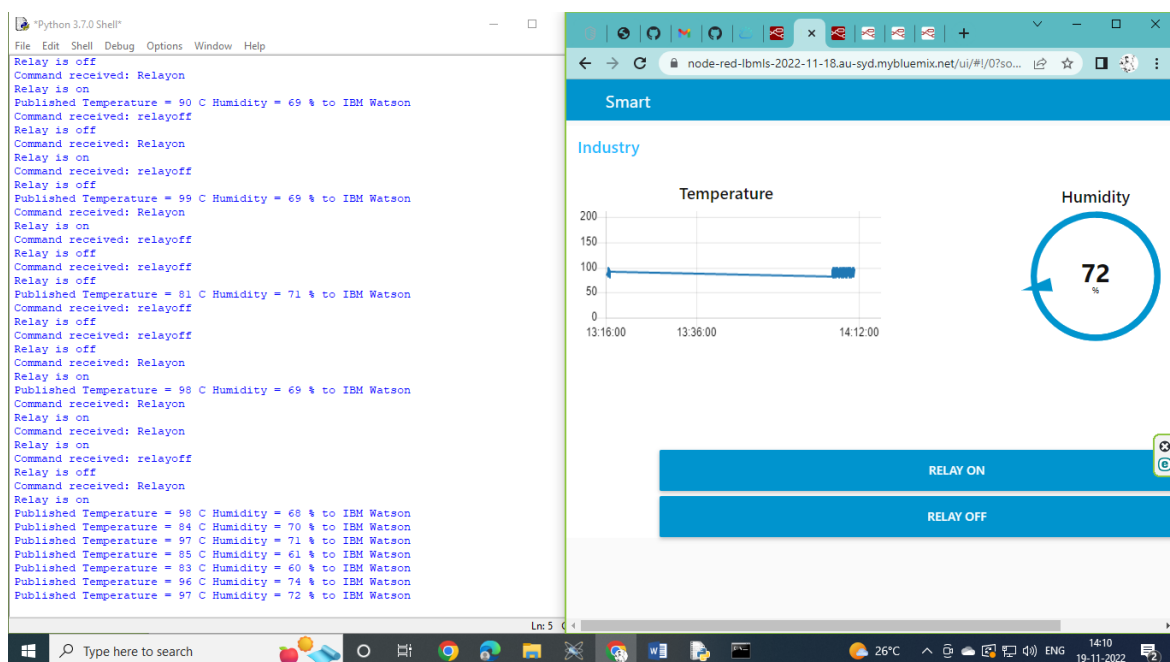 *Python 3.7.0 Shell*
File Edit Shell Debug Options Window Help
Relay is off
Command received: Relayon
Relay is on
Published Temperature = 90 C Humidity = 69 % to IBM Watson
Command received: relayoff
Relay is off
Command received: Relayon
Relay is on
Command received: relayoff
Relay is off
Published Temperature = 99 C Humidity = 69 % to IBM Watson
Command received: Relayon
Relay is on
Command received: relayoff
Relay is off
Command received: relayoff
Relay is off
Published Temperature = 81 C Humidity = 71 % to IBM Watson
Command received: relayoff
Relay is off
Command received: relayoff
Relay is off
Command received: Relayon
Relay is on
Published Temperature = 98 C Humidity = 69 % to IBM Watson
Command received: Relayon
Relay is on
Command received: Relayon
Relay is on
Command received: relayoff
Relay is off
Command received: Relayon
Relay is on
Published Temperature = 98 C Humidity = 68 % to IBM Watson
Published Temperature = 84 C Humidity = 70 % to IBM Watson
Published Temperature = 97 C Humidity = 71 % to IBM Watson
Published Temperature = 85 C Humidity = 61 % to IBM Watson
Published Temperature = 83 C Humidity = 60 % to IBM Watson
Published Temperature = 96 C Humidity = 74 % to IBM Watson
Published Temperature = 97 C Humidity = 72 % to IBM Watson
Ln: 5
node-red-lbmls-2022-11-18.au-syd.mybluemix.net/ui/#!/0?so...
Smart
Industry
Temperature
200
150
100
50
0
13:16:00 13:36:00 14:12:00
Humidity
72
%
RELAY ON
RELAY OFF
Type here to search
26°C
ENG
14:10
19-11-2022
2